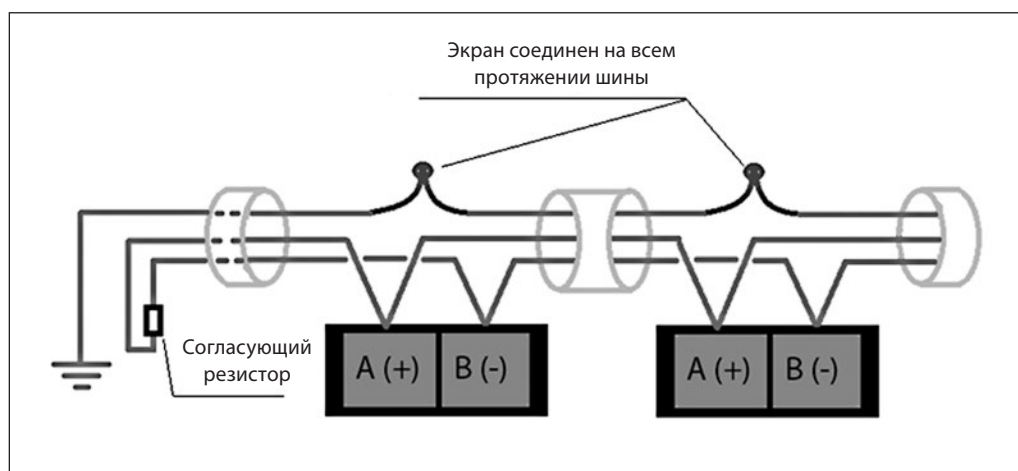 Экран соединен на всем
протяжении шины
Согласующий
резистор
A (+) B (-)
A (+) B (-)